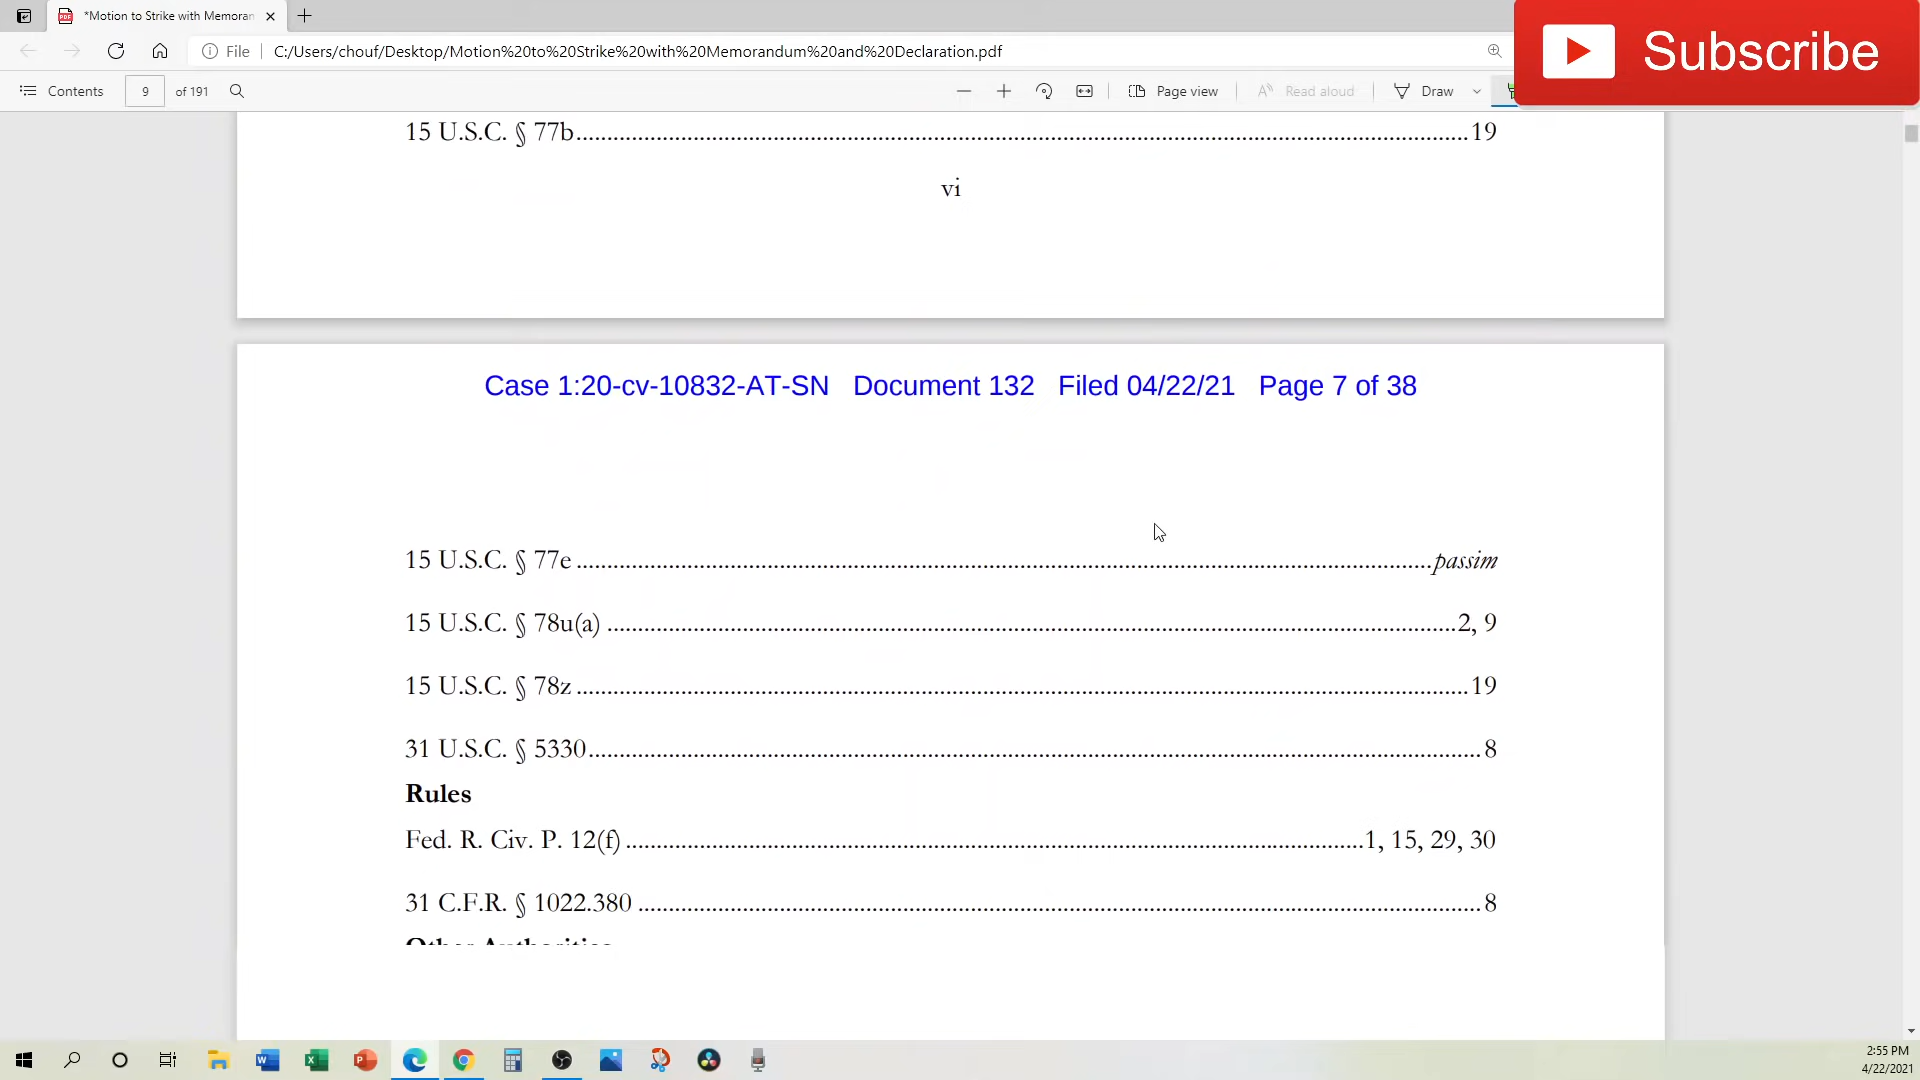 *Motion to Strike with Memoran
File C:/Users/chouf/Desktop/Motion%20to%20Strike%20with%20Memorandum%20and%20Declaration.pdf
Subscribe
Contents 9 of 191 Page view Read aloud Draw
15 U.S.C. § 77b 19
vi
Case 1:20-cv-10832-AT-SN Document 132 Filed 04/22/21 Page 7 of 38
15 U.S.C. § 77e passim
15 U.S.C. § 78u(a) 2, 9
15 U.S.C. § 78z 19
31 U.S.C. § 5330 8
Rules
Fed. R. Civ. P. 12(f) 1, 15, 29, 30
31 C.F.R. § 1022.380 8
Other Authorities
2:55 PM
4/22/2021